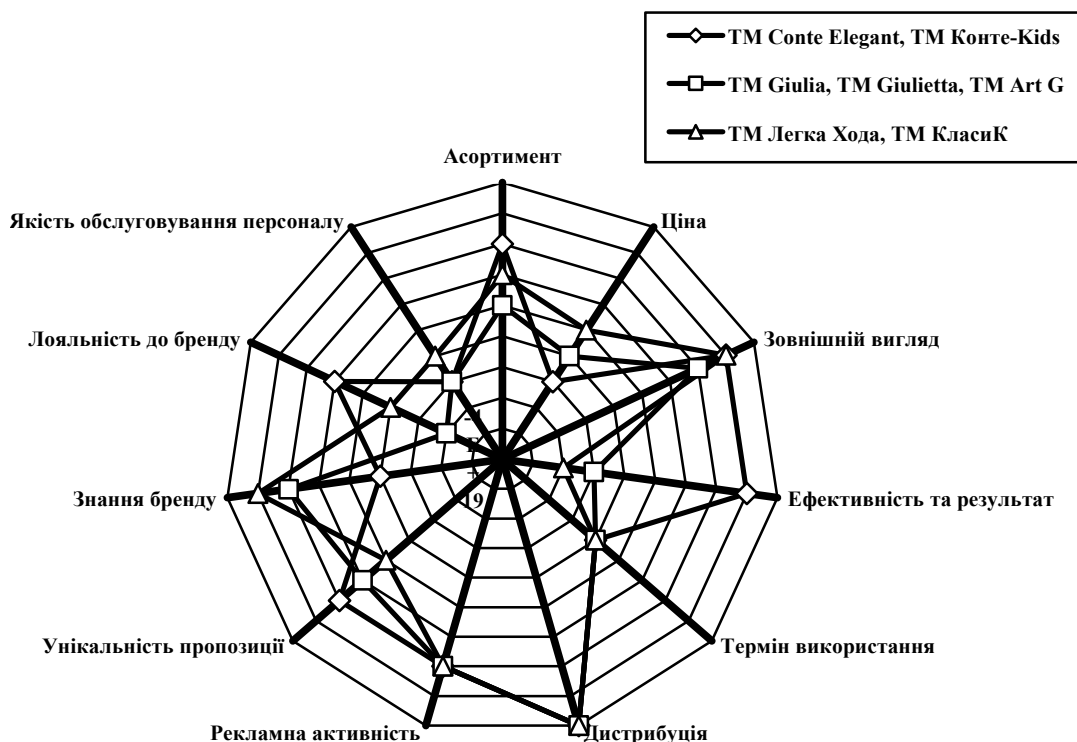 ТМ Conte Elegant, ТМ Конте-Kids
ТМ Giulia, ТМ Giulietta, ТМ Art G
ТМ Легка Хода, ТМ КласиК
Асортимент
Якість обслуговування персоналу
Ціна
Лояльність до бренду
Зовнішній вигляд
Знання бренду
19
Ефективність та результат
Унікальність пропозиції
Термін використання
Рекламна активність
Дистрибуція